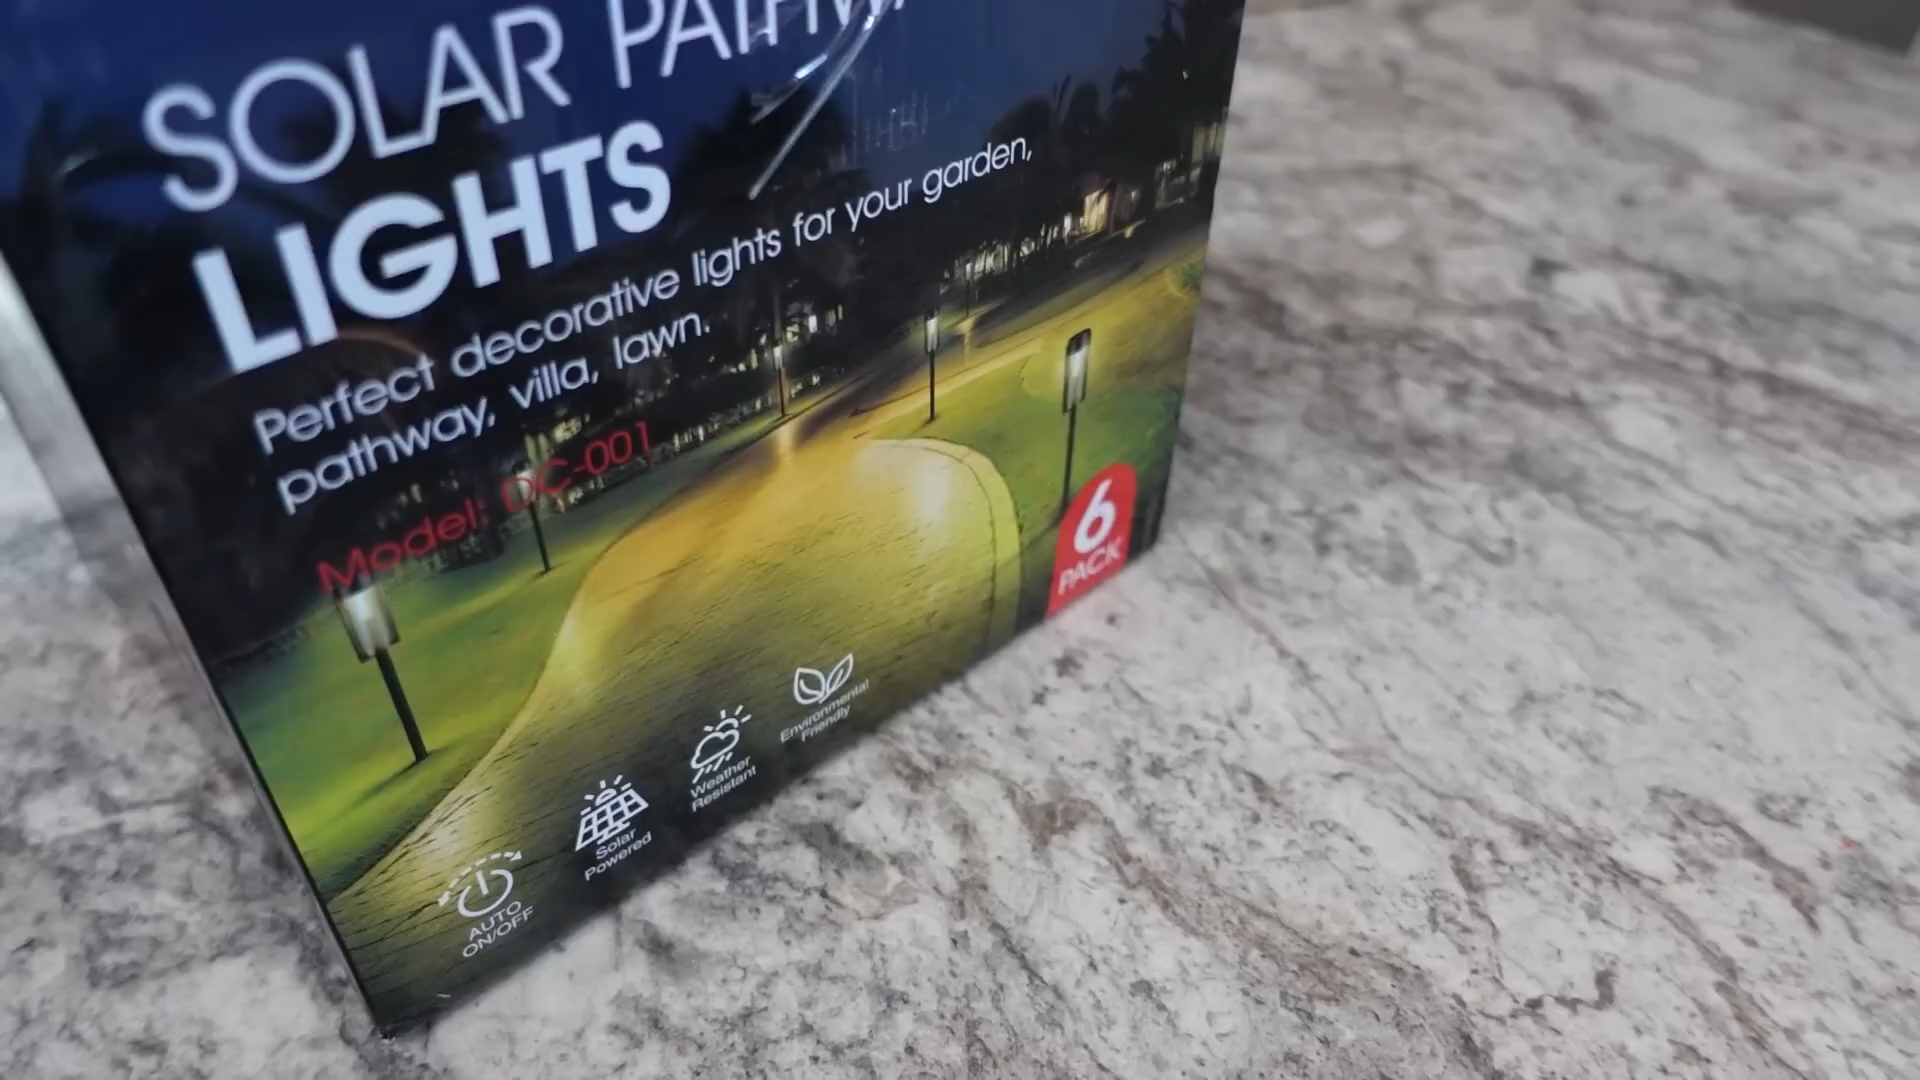 SOLAR
LIGHTS
Perfect decorative lights for your garden,
pathway, villa, lawn.
Model: DC-001
6
PACK
Environmental
Friendly
Weather
Resistant
Solar
Powered
AUTO
ON/OFF